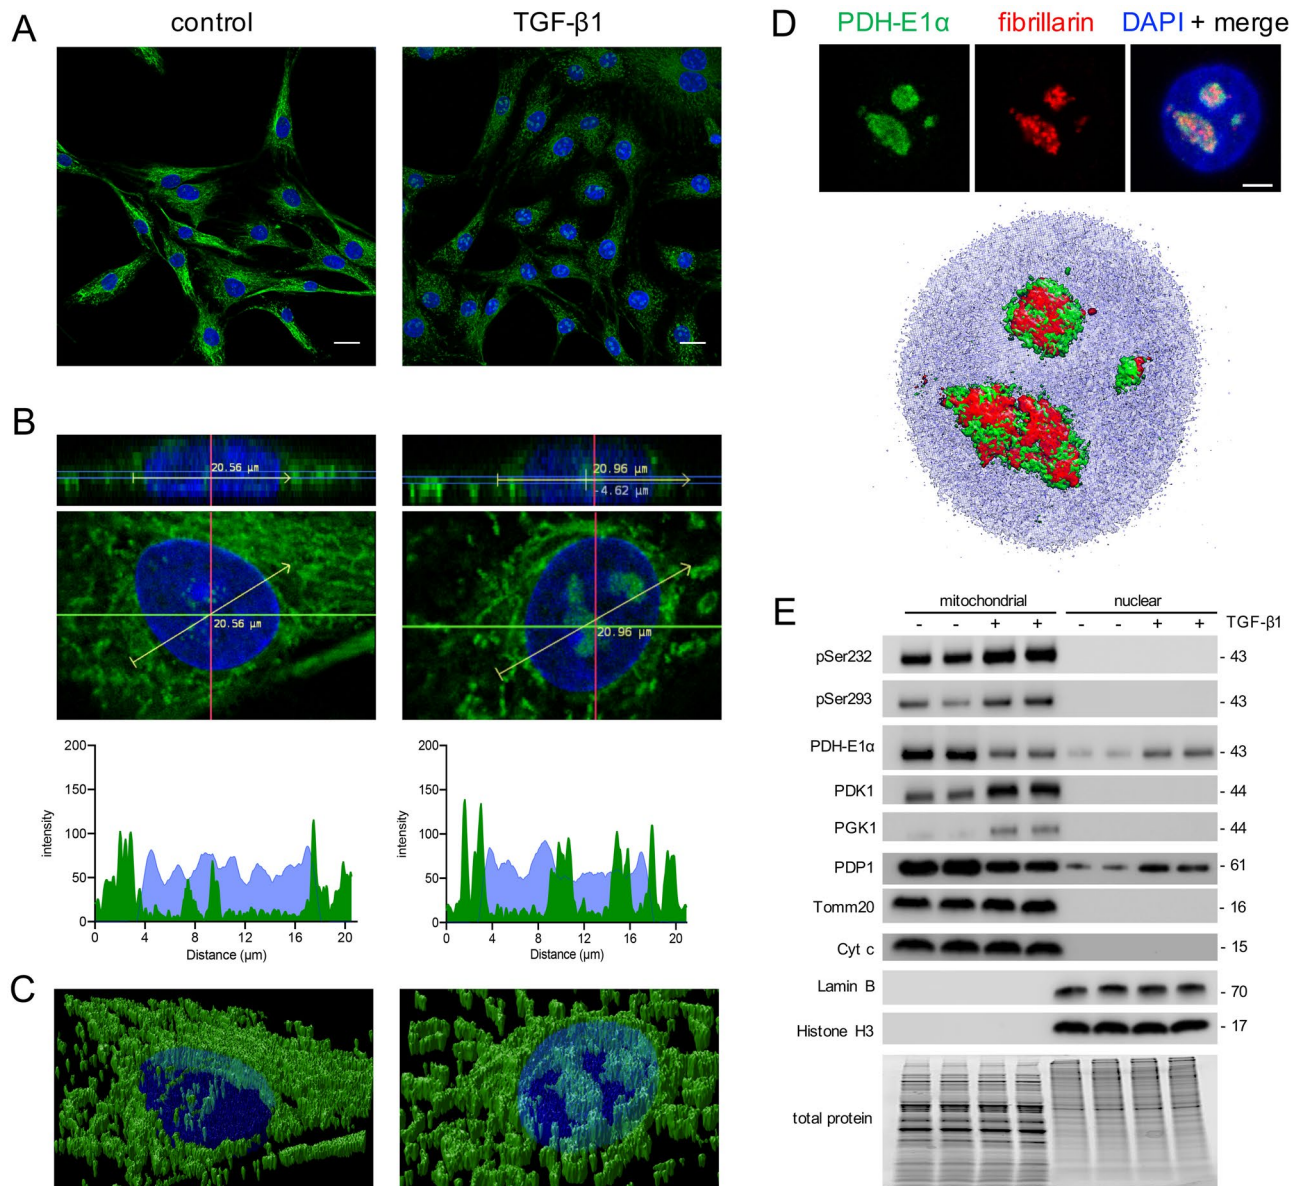 A
control
TGF-β1
B
20.56 μm
20.56 μm
20.96 μm
-4.62 μm
20.96 μm
intensity
200
150
100
50
0
0 4 8 12 16 20
Distance (μm)
intensity
200
150
100
50
0
0 4 8 12 16 20
Distance (μm)
C
D
PDH-E1α
fibrillarin
DAPI + merge
E
mitochondrial nuclear
- - + + - - + + TGF-β1
pSer232 - 43
pSer293 - 43
PDH-E1α - 43
PDK1 - 44
PGK1 - 44
PDP1 - 61
Tomm20 - 16
Cyt c - 15
Lamin B - 70
Histone H3 - 17
total protein